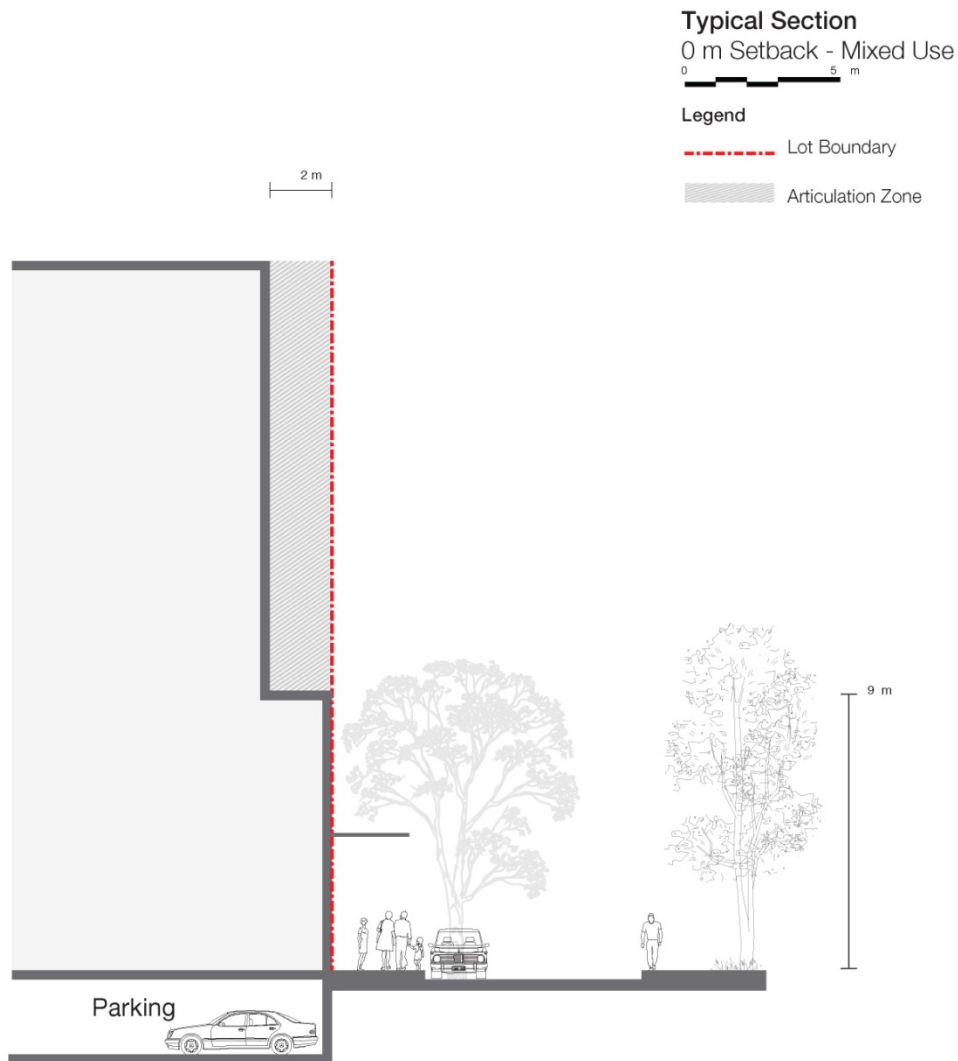 Typical Section
0 m Setback - Mixed Use
0 5 m
Legend
Lot Boundary
Articulation Zone
2 m
9 m
Parking